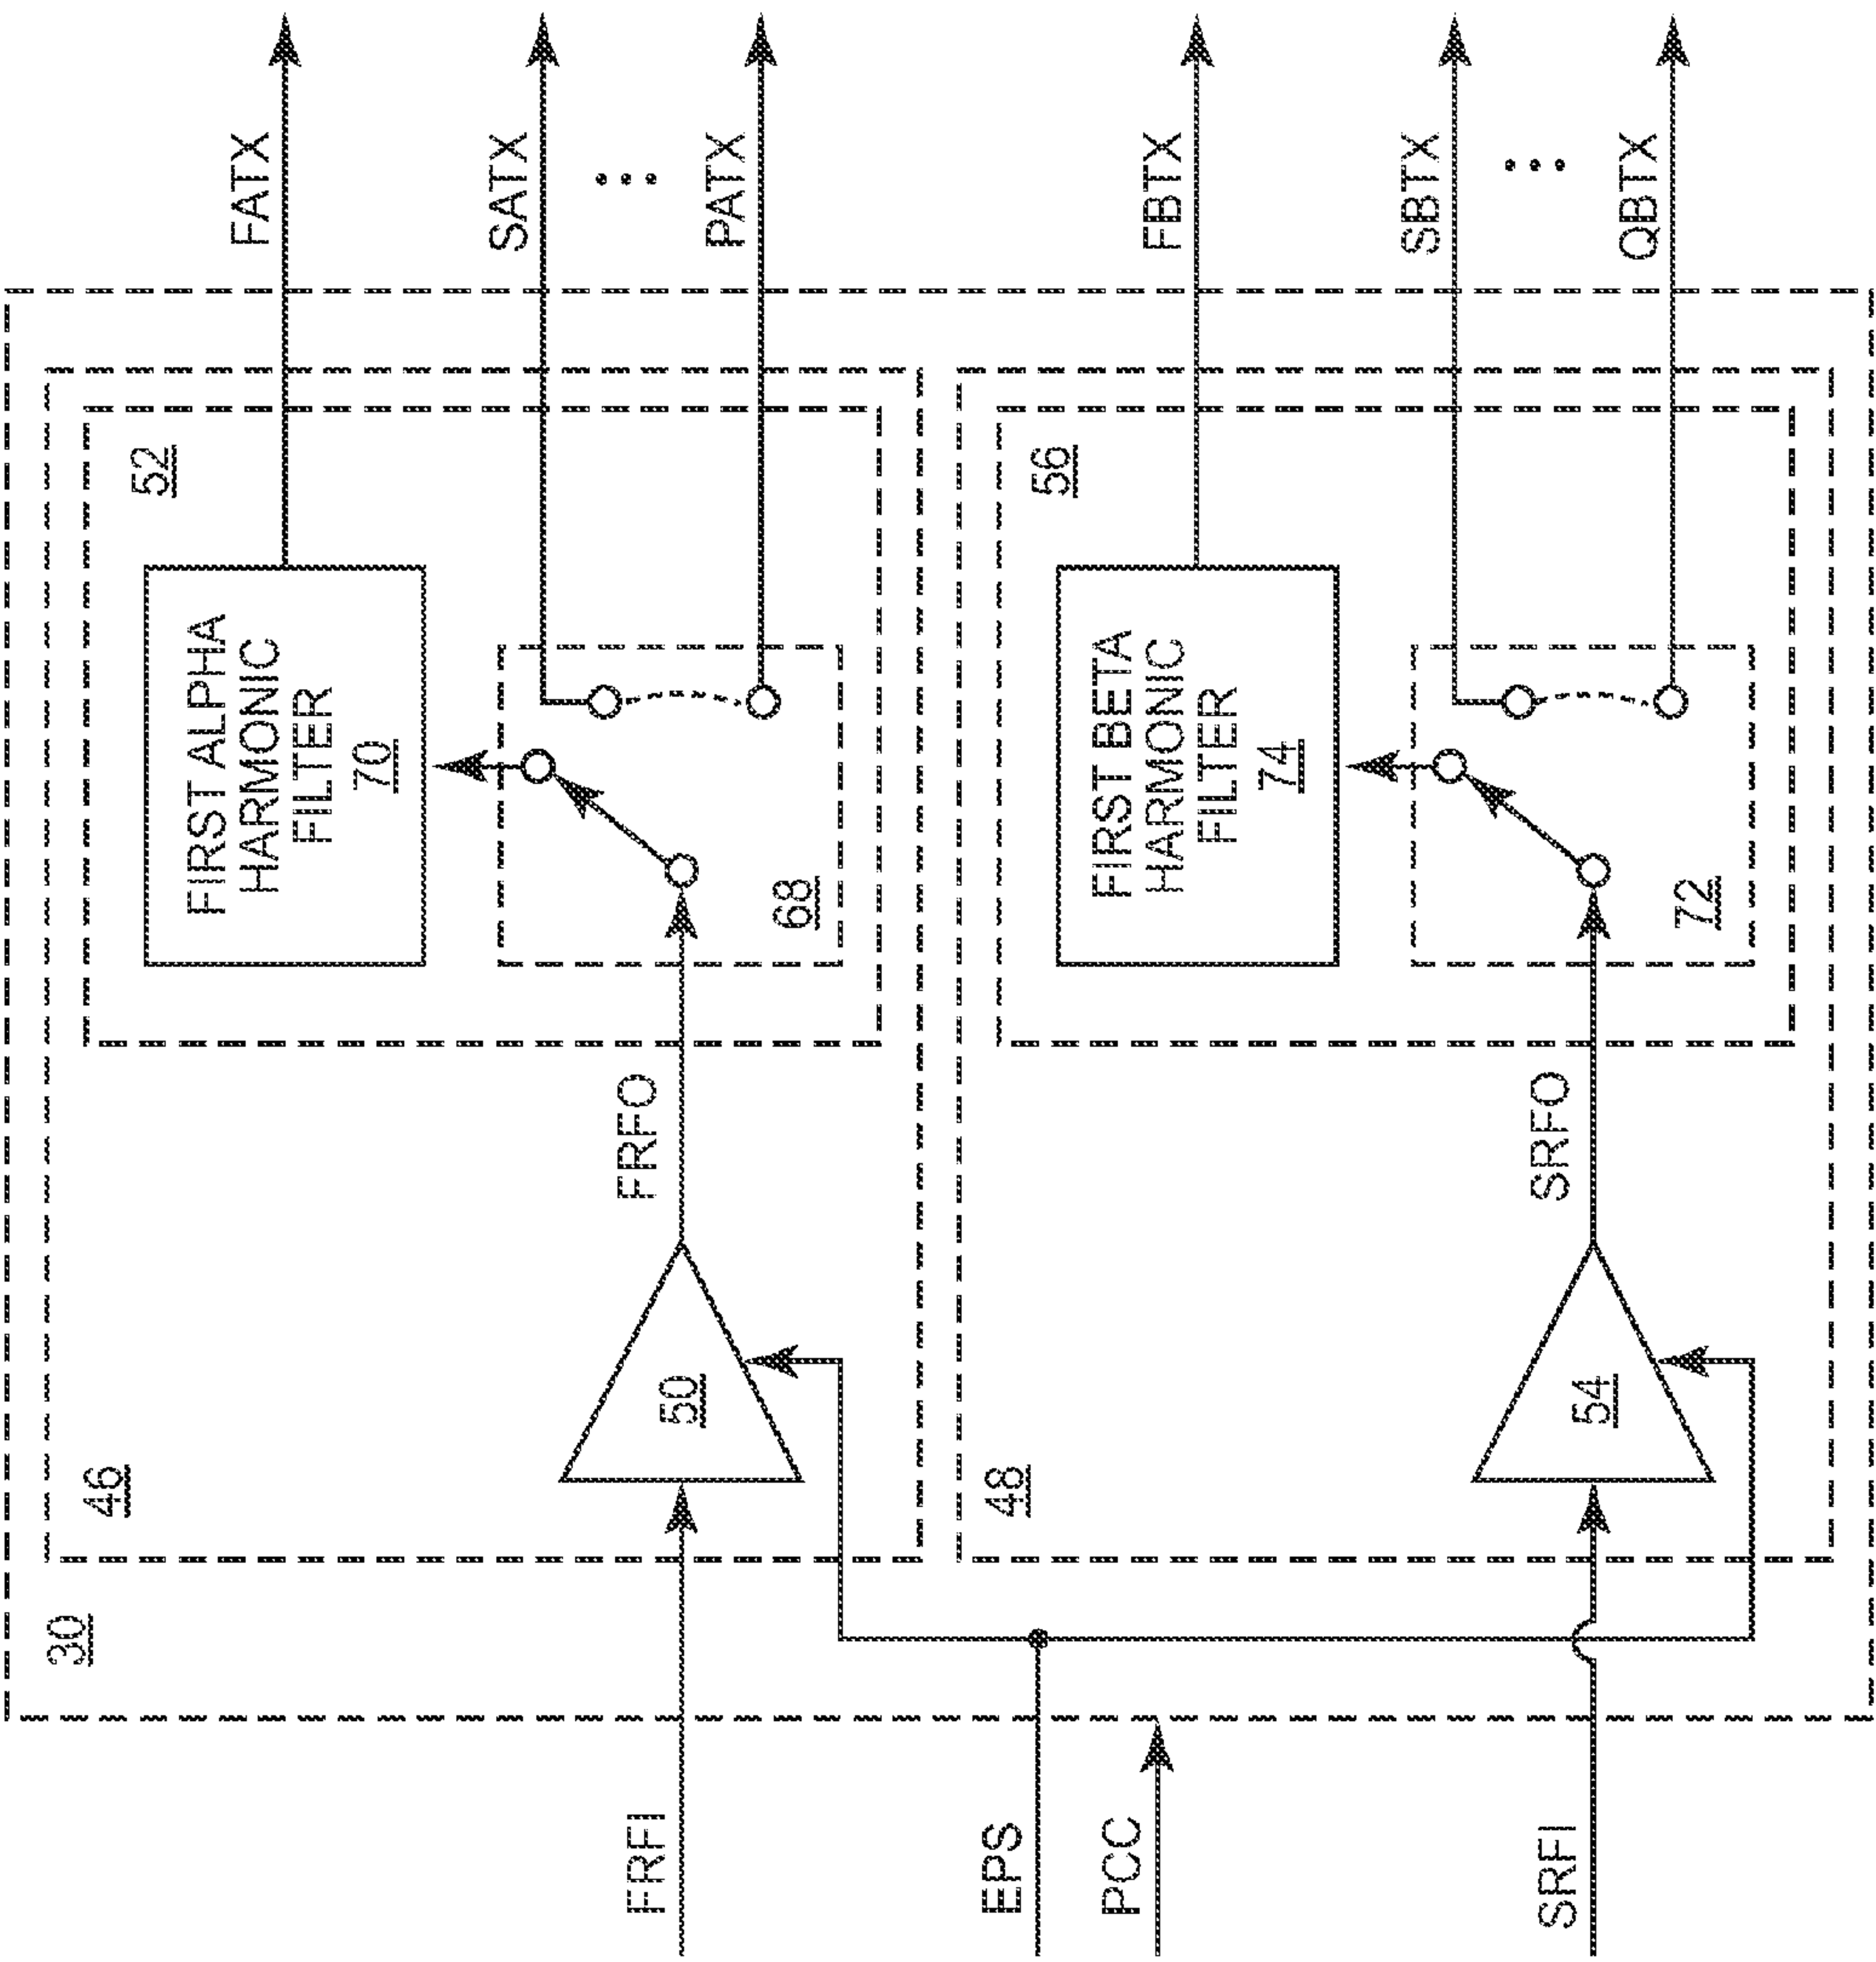 30
46
52
FIRST ALPHA
HARMONIC
FILTER
70
FATX
SATX
PATX
FRFI
50
FRFO
68
EPS
PCC
48
56
FIRST BETA
HARMONIC
FILTER
74
FBTX
SBTX
QBTX
SRFI
54
SRFO
72